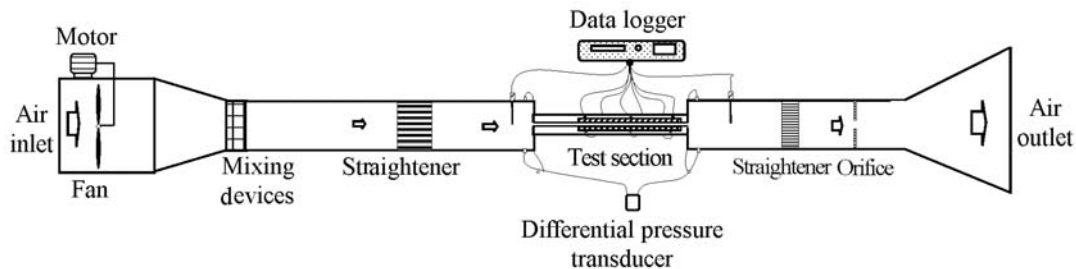 Data logger
Motor
Air
inlet
Fan
Mixing
devices
Straightener
Test section
Straightener
Orifice
Air
outlet
Differential pressure
transducer